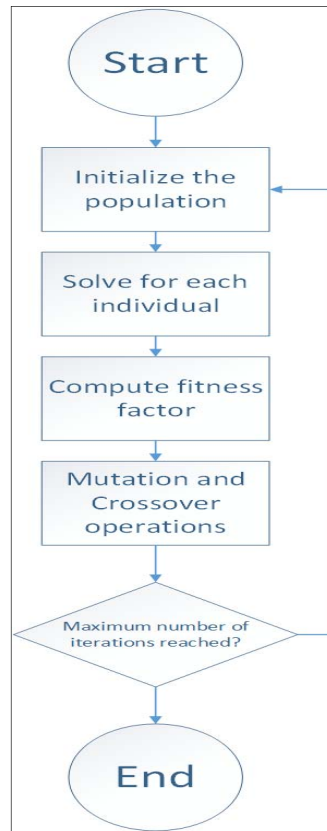 Start
Initialize the
population
Solve for each
individual
Compute fitness
factor
Mutation and
Crossover
operations
Maximum number of
iterations reached?
End